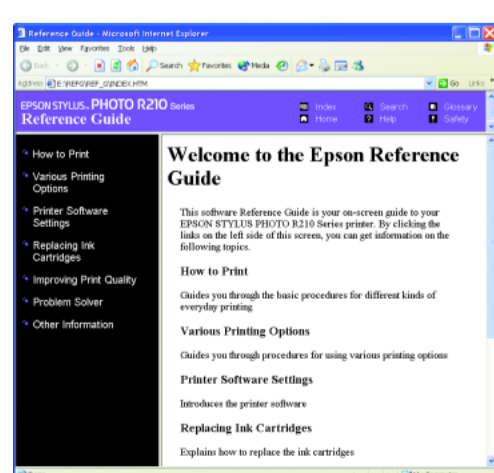 Reference Guide - Microsoft Internet Explorer
File Edit View Favorites Tools Help
Back Search Favorites Media
Address E:\REFG\REF_G\INDEX.HTM Go Links
EPSON STYLUS™ PHOTO R210 Series
Reference Guide
Index Search Glossary
Home Help Safety
How to Print
Various Printing
Options
Printer Software
Settings
Replacing Ink
Cartridges
Improving Print Quality
Problem Solver
Other Information
Welcome to the Epson Reference
Guide
This software Reference Guide is your on-screen guide to your
EPSON STYLUS PHOTO R210 Series printer. By clicking the
links on the left side of this screen, you can get information on the
following topics.
How to Print
Guides you through the basic procedures for different kinds of
everyday printing
Various Printing Options
Guides you through procedures for using various printing options
Printer Software Settings
Introduces the printer software
Replacing Ink Cartridges
Explains how to replace the ink cartridges